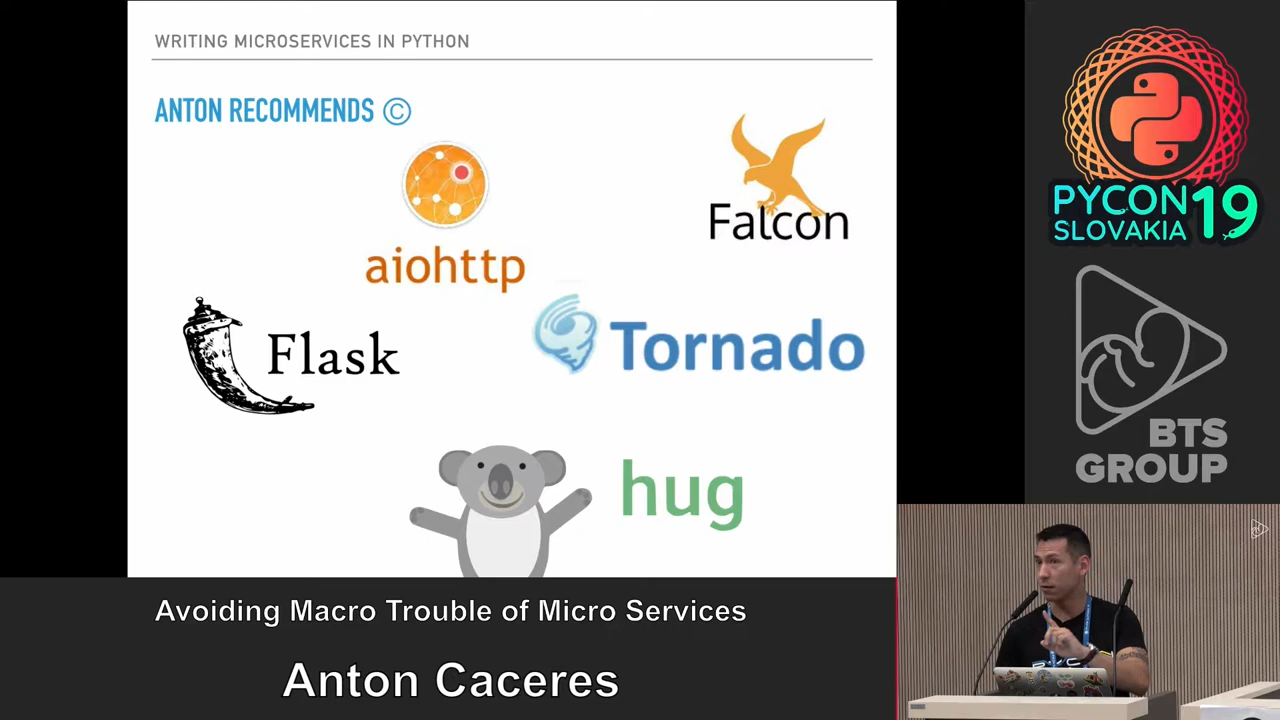 WRITING MICROSERVICES IN PYTHON
ANTON RECOMMENDS ©
aiohttp
Falcon
Flask
Tornado
hug
Avoiding Macro Trouble of Micro Services
Anton Caceres
PYCON
SLOVAKIA
19
BTS
GROUP